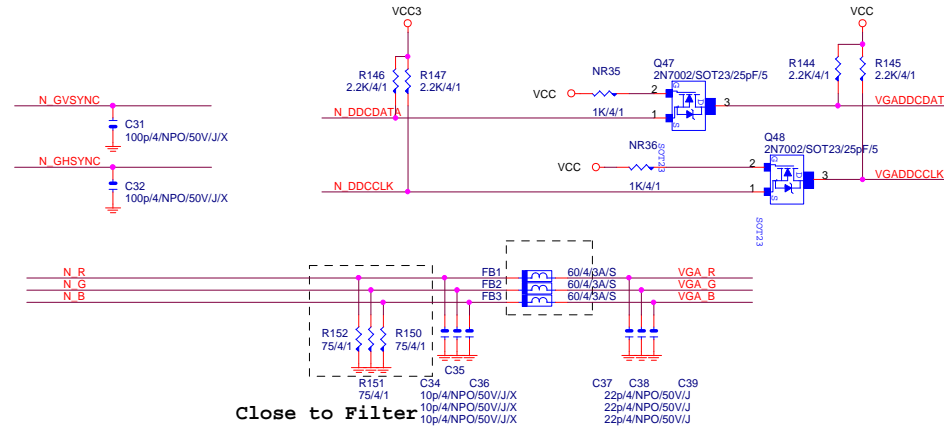 VCC3
VCC
R146
2.2K/4/1
R147
2.2K/4/1
NR35
Q47
2N7002/SOT23/25pF/5
R144
2.2K/4/1
R145
2.2K/4/1
VCC
2
G
D
S
3
1
N_GVSYNC
N_DDCDATA
1K/4/1
VGADDCDAT
C31
100p/4/NPO/50V/J/X
SOT23
Q48
2N7002/SOT23/25pF/5
NR36
N_GHSYNC
VCC
2
G
D
S
3
1
C32
100p/4/NPO/50V/J/X
N_DDCCLK
1K/4/1
VGADDCCLK
SOT23
N_R
FB1
60/4/3A/S
VGA_R
N_G
FB2
60/4/3A/S
VGA_G
N_B
FB3
60/4/3A/S
VGA_B
R152
75/4/1
R150
75/4/1
C35
R151
75/4/1
C34
C36
10p/4/NPO/50V/J/X
10p/4/NPO/50V/J/X
10p/4/NPO/50V/J/X
C37
C38
C39
22p/4/NPO/50V/J
22p/4/NPO/50V/J
22p/4/NPO/50V/J
Close to Filter